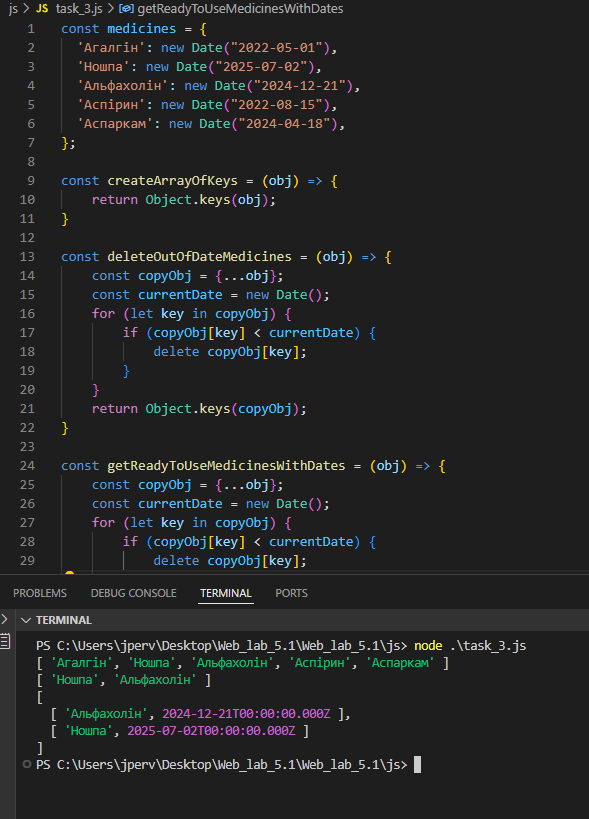 js > JS task_3.js > getReadyToUseMedicinesWithDates
1 const medicines = {
2 'Агалгін': new Date("2022-05-01"),
3 'Ношпа': new Date("2025-07-02"),
4 'Альфахолін': new Date("2024-12-21"),
5 'Аспірин': new Date("2022-08-15"),
6 'Аспаркам': new Date("2024-04-18"),
7 };
8
9 const createArrayOfKeys = (obj) => {
10 return Object.keys(obj);
11 }
12
13 const deleteOutOfDateMedicines = (obj) => {
14 const copyObj = {...obj};
15 const currentDate = new Date();
16 for (let key in copyObj) {
17 if (copyObj[key] < currentDate) {
18 delete copyObj[key];
19 }
20 }
21 return Object.keys(copyObj);
22 }
23
24 const getReadyToUseMedicinesWithDates = (obj) => {
25 const copyObj = {...obj};
26 const currentDate = new Date();
27 for (let key in copyObj) {
28 if (copyObj[key] < currentDate) {
29 delete copyObj[key];
PROBLEMS DEBUG CONSOLE TERMINAL PORTS
TERMINAL
PS C:\Users\jperv\Desktop\Web_lab_5.1\Web_lab_5.1\js> node .\task_3.js
[ 'Агалгін', 'Ношпа', 'Альфахолін', 'Аспірин', 'Аспаркам' ]
[ 'Ношпа', 'Альфахолін' ]
[
[ 'Альфахолін', 2024-12-21T00:00:00.000Z ],
[ 'Ношпа', 2025-07-02T00:00:00.000Z ]
]
PS C:\Users\jperv\Desktop\Web_lab_5.1\Web_lab_5.1\js>